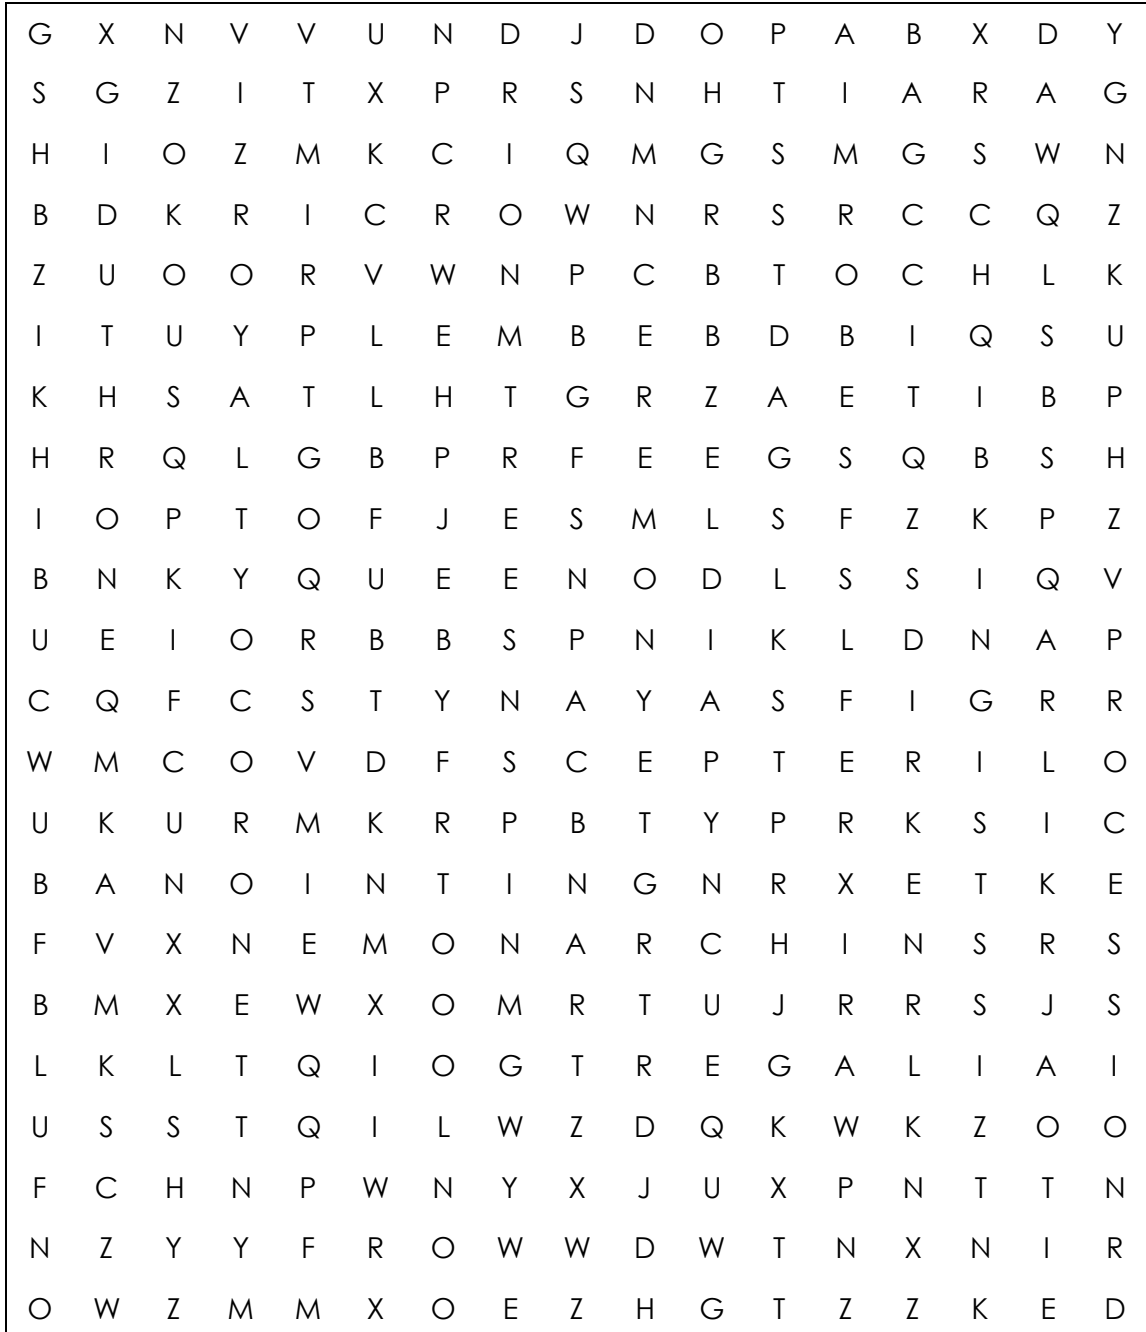 G X N V V U N D J D O P A B X D Y
S G Z I T X P R S N H T I A R A G
H I O Z M K C I Q M G S M G S W N
B D K R I C R O W N R S R C C Q Z
Z U O O R V W N P C B T O C H L K
I T U Y P L E M B E B D B I Q S U
K H S A T L H T G R Z A E T I B P
H R Q L G B P R F E E G S Q B S H
I O P T O F J E S M L S F Z K P Z
B N K Y Q U E E N O D L S S I Q V
U E I O R B B S P N I K L D N A P
C Q F C S T Y N A Y A S F I G R R
W M C O V D F S C E P T E R I L O
U K U R M K R P B T Y P R K S I C
B A N O I N T I N G N R X E T K E
F V X N E M O N A R C H I N S R S
B M X E W X O M R T U J R R S J S
L K L T Q I O G T R E G A L I A I
U S S T Q I L W Z D Q K W K Z O O
F C H N P W N Y X J U X P N T T N
N Z Y Y F R O W W D W T N X N I R
O W Z M M X O E Z H G T Z Z K E D